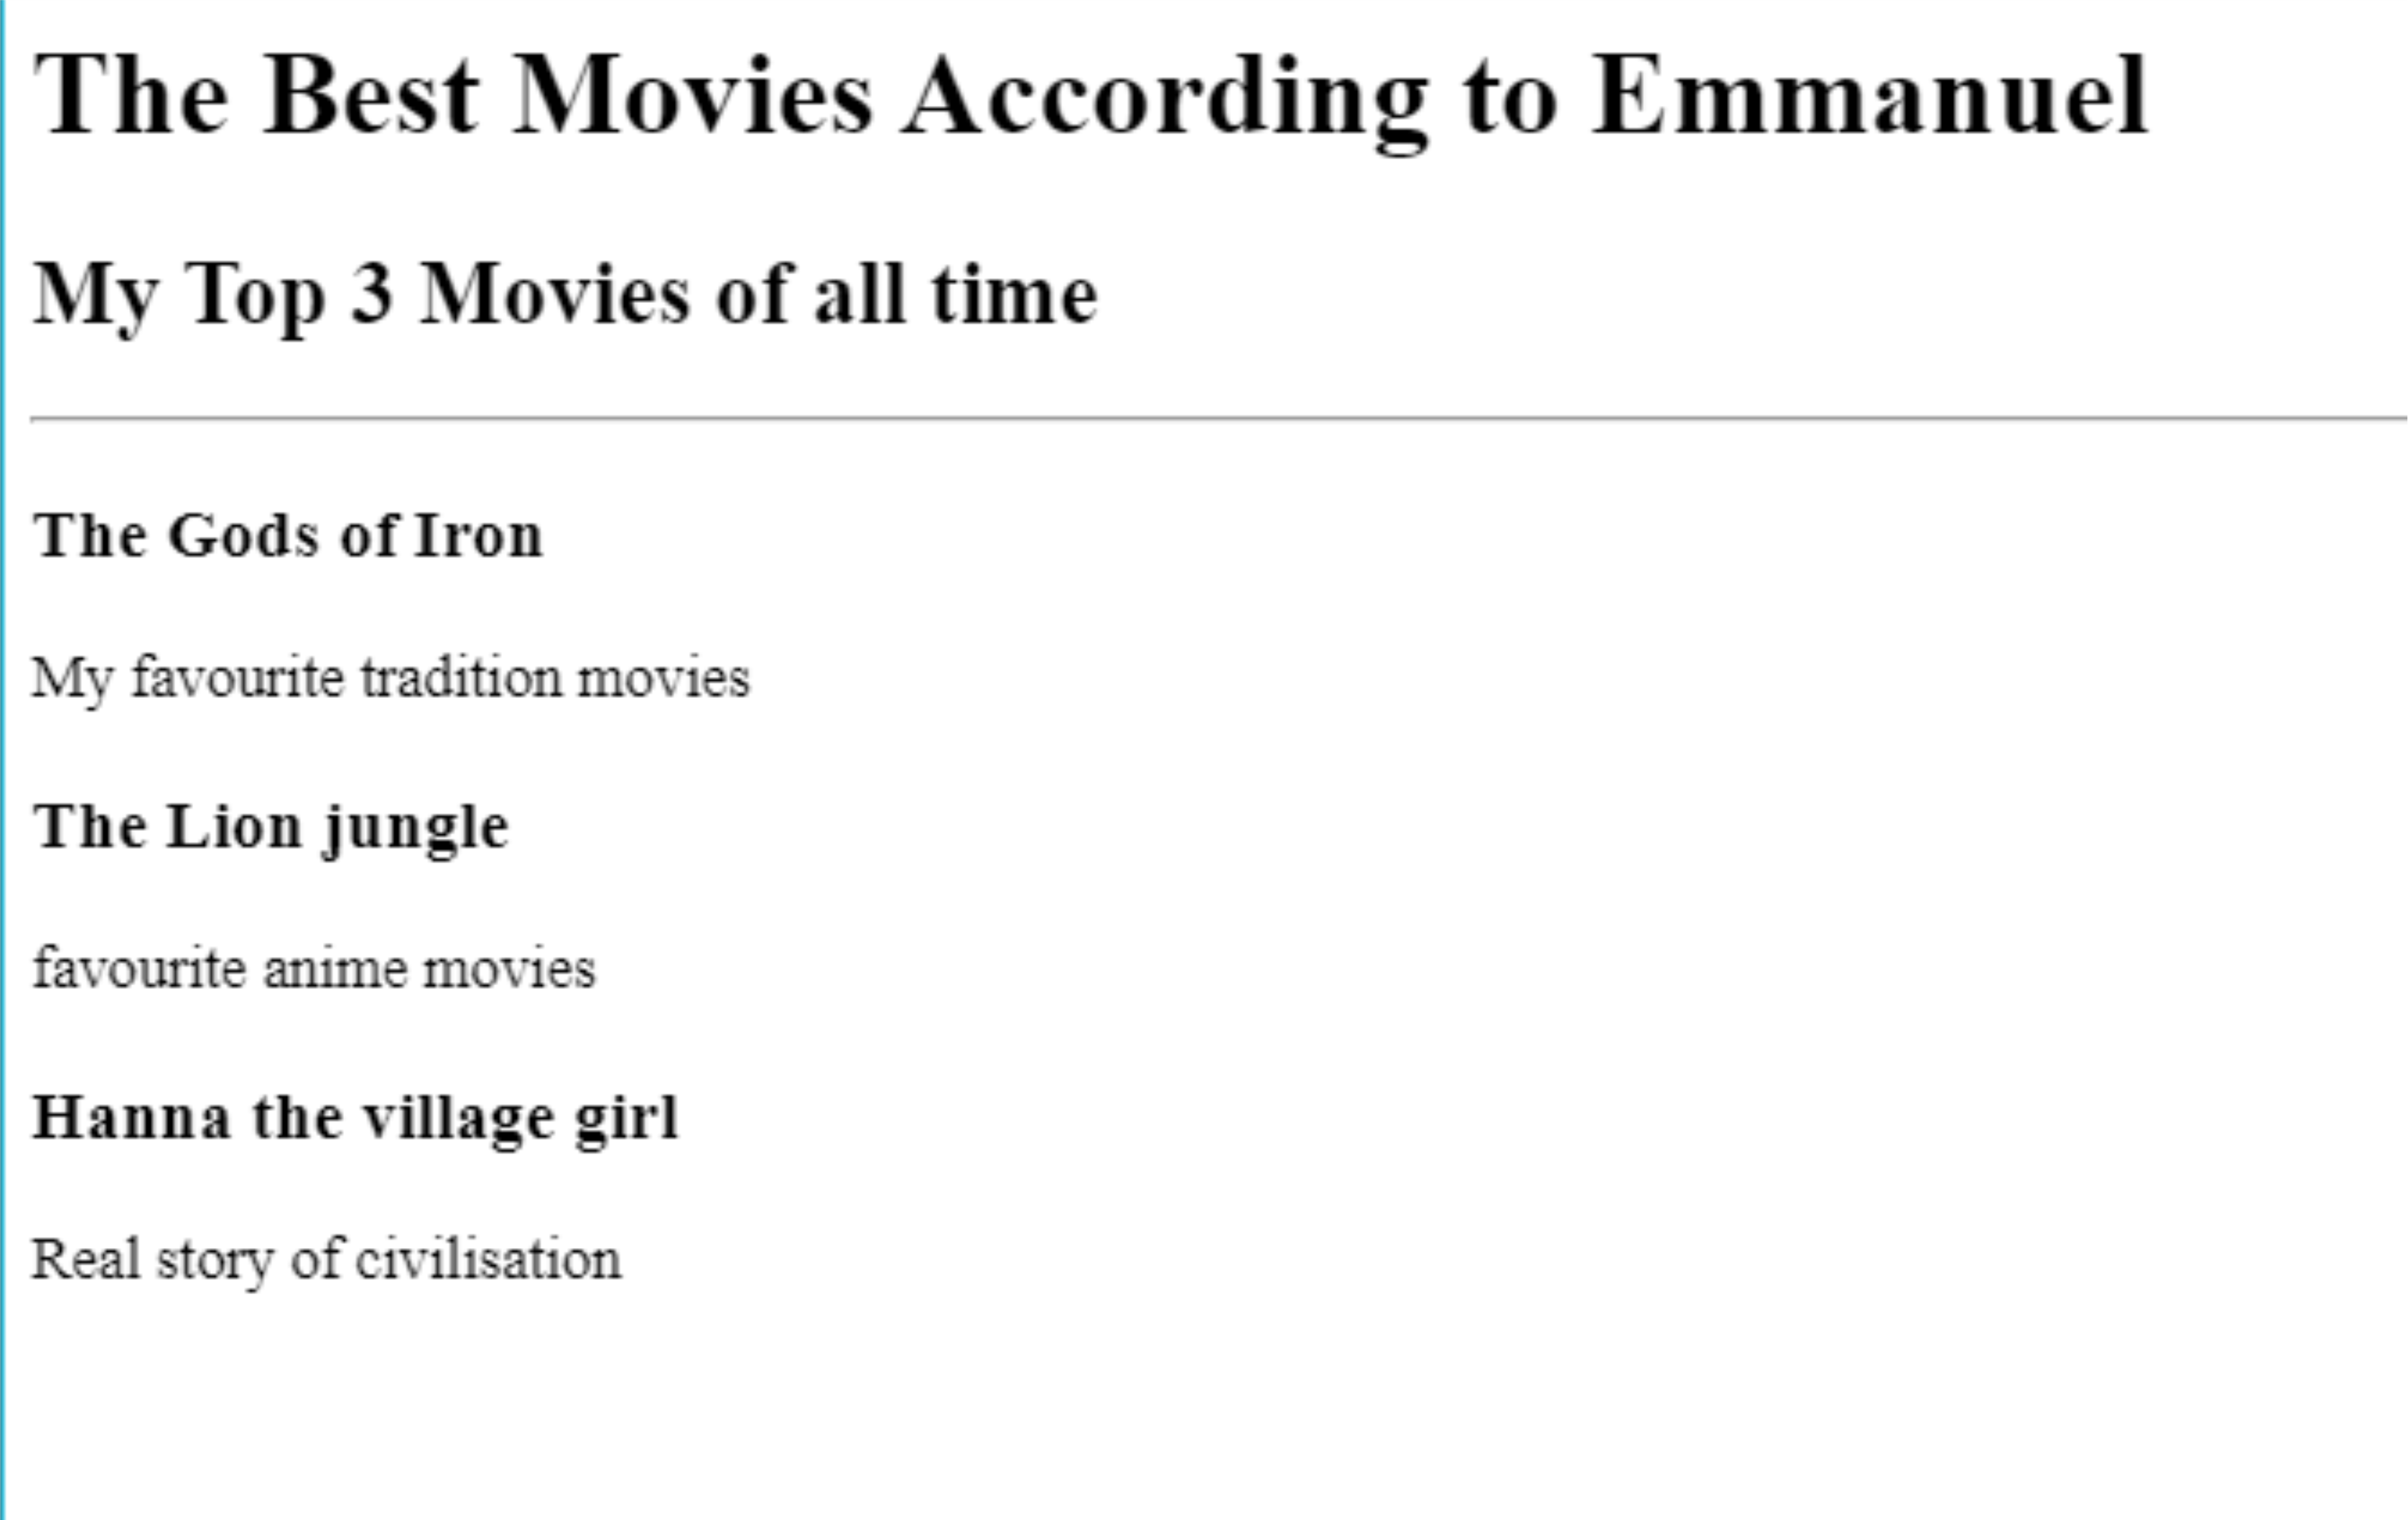 The Best Movies According to Emmanuel
My Top 3 Movies of all time
The Gods of Iron
My favourite tradition movies
The Lion jungle
favourite anime movies
Hanna the village girl
Real story of civilisation